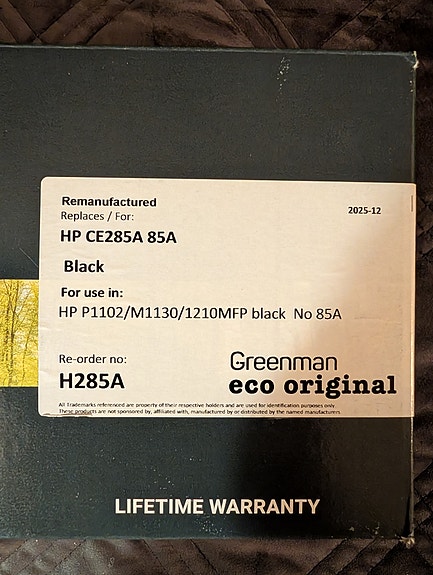 Remanufactured
Replaces / For:
2025-12
HP CE285A 85A
Black
For use in:
HP P1102/M1130/1210MFP black No 85A
Re-order no:
H285A
Greenman
eco original
All Trademarks referenced are property of their respective holders and are used for identification purposes only.
These products are not sponsored by, affiliated with, manufactured by or distributed by the named manufacturers
LIFETIME WARRANTY